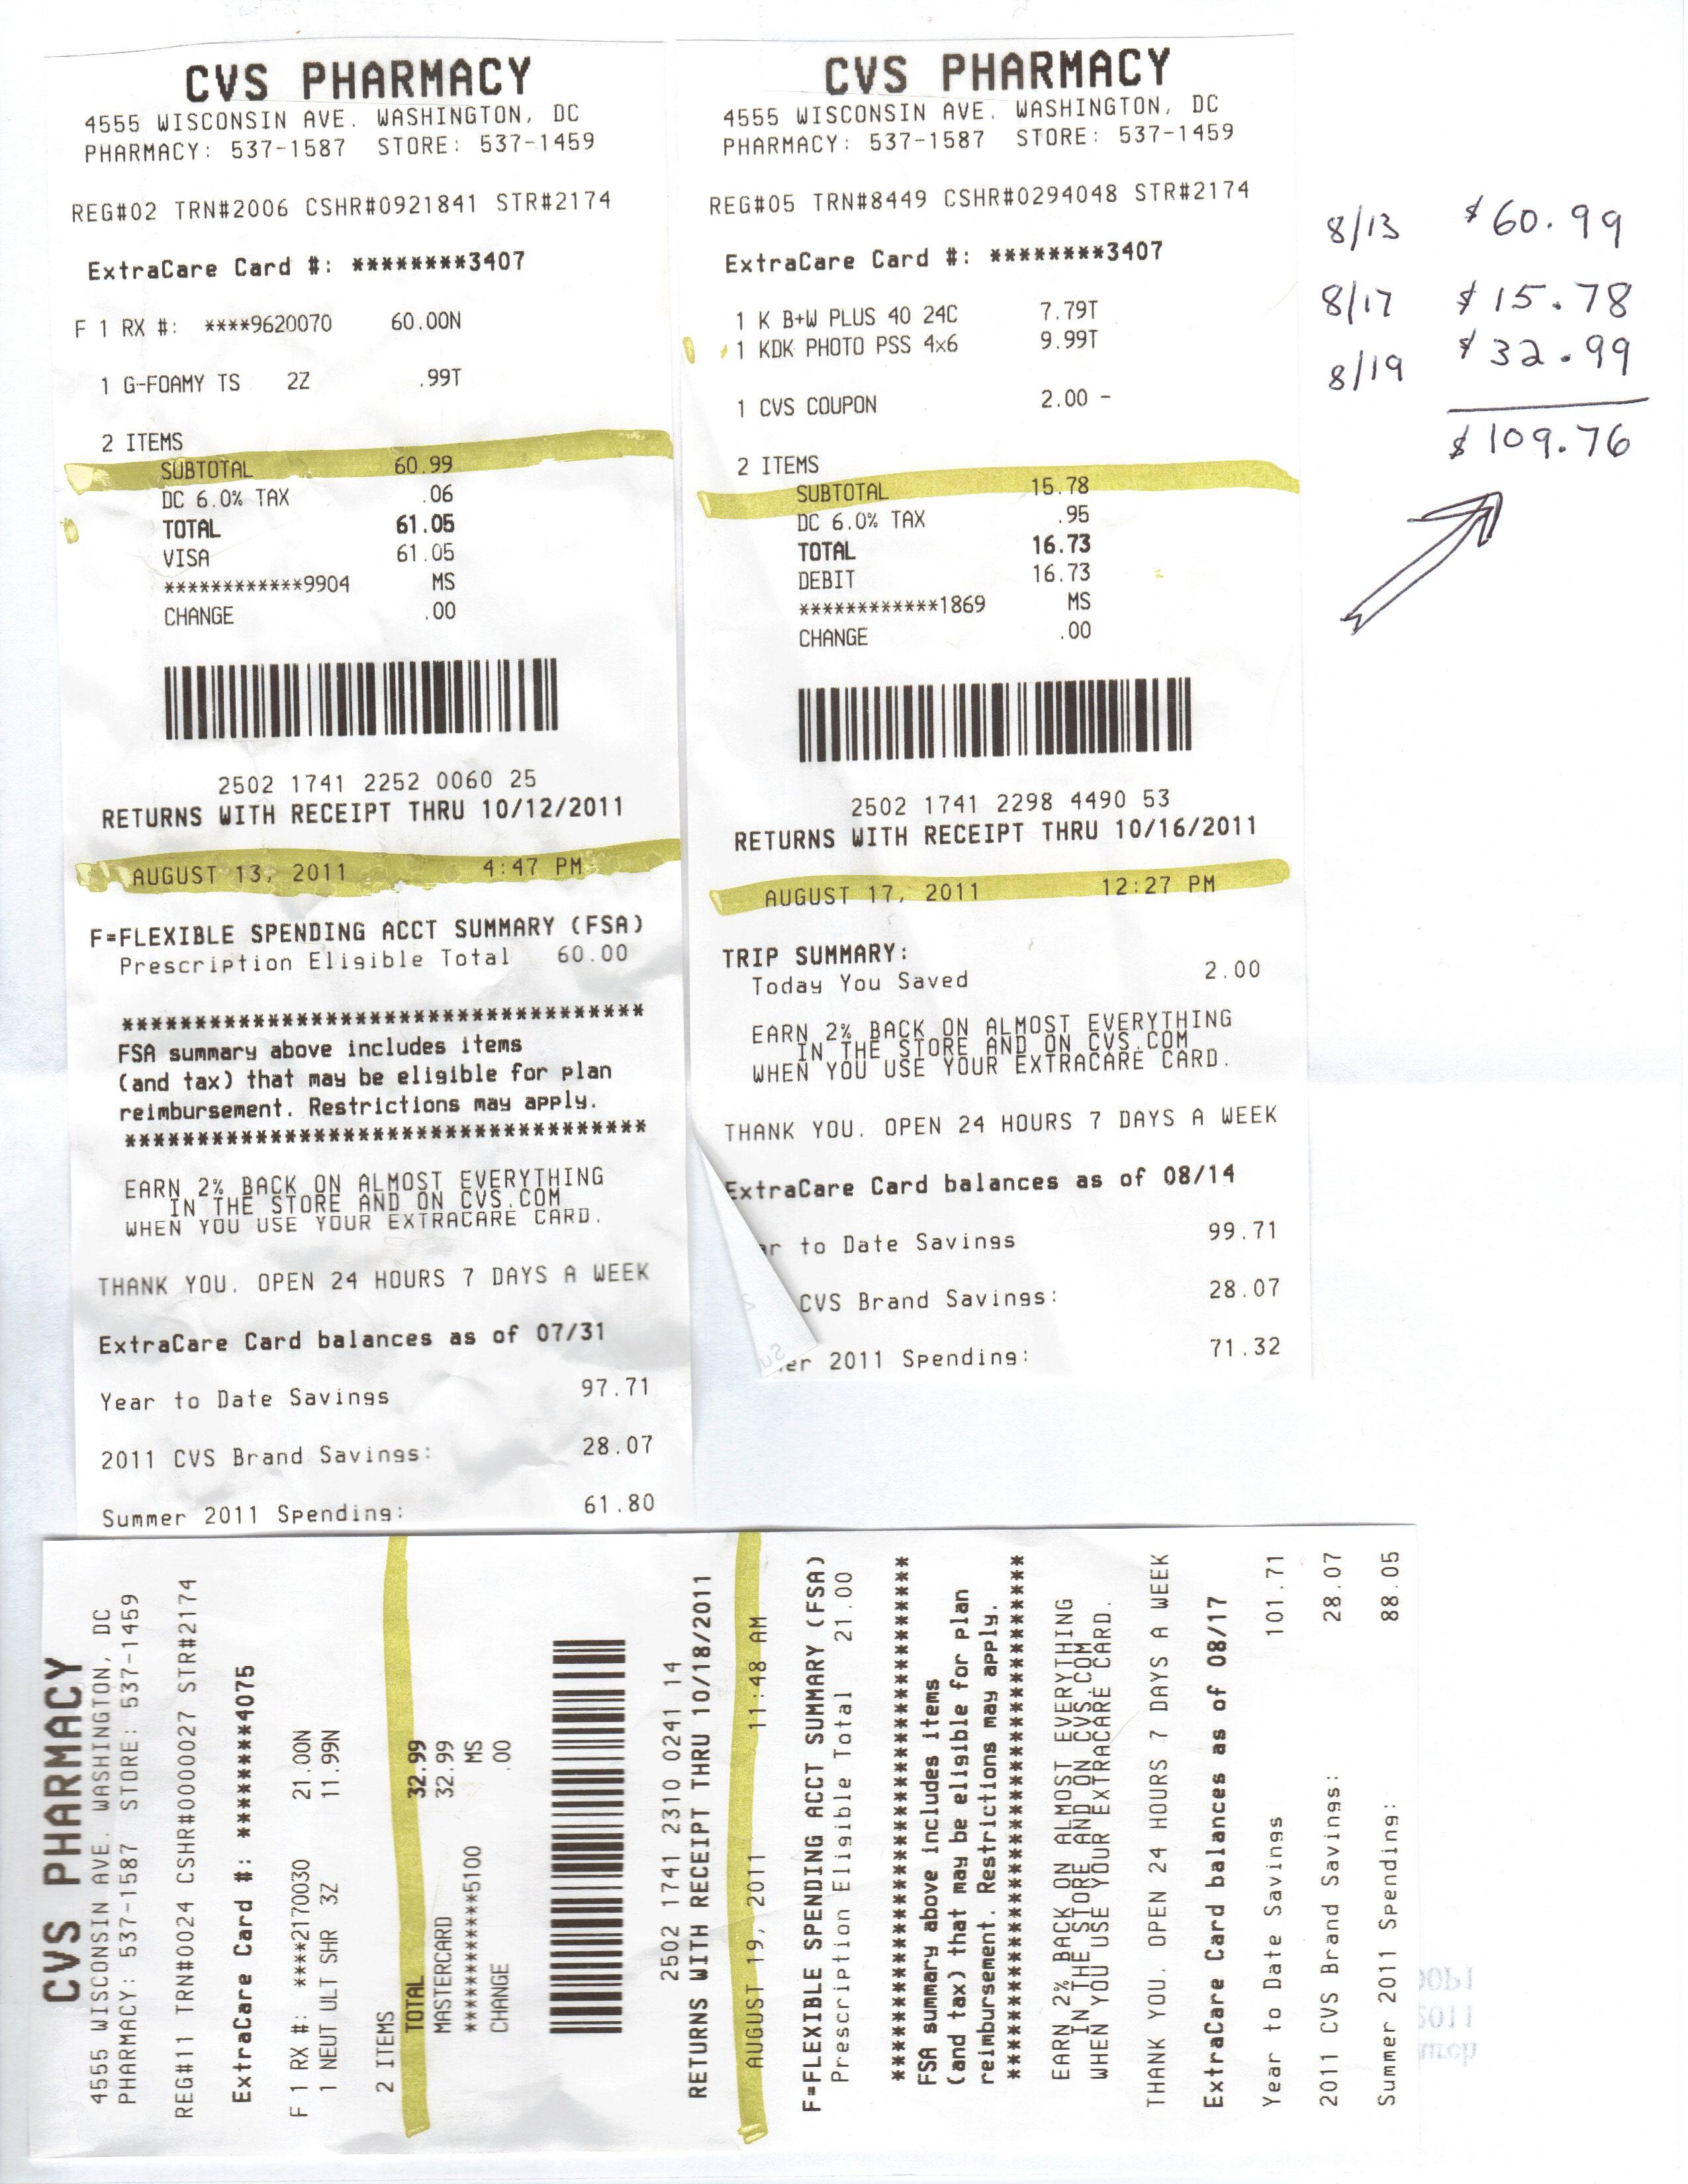 CVS PHARMACY
4555 WISCONSIN AVE. WASHINGTON, DC
PHARMACY: 537-1587 STORE: 537-1459
REG#02 TRN#2006 CSHR#0921841 STR#2174
ExtraCare Card #: ********3407
F 1 RX #: ****9620070 60.00N
1 G-FOAMY TS 2Z .99T
2 ITEMS
SUBTOTAL 60.99
DC 6.0% TAX .06
TOTAL 61.05
VISA 61.05
************9904 MS
CHANGE .00
2502 1741 2252 0060 25
RETURNS WITH RECEIPT THRU 10/12/2011
AUGUST 13, 2011 4:47 PM
F=FLEXIBLE SPENDING ACCT SUMMARY (FSA)
Prescription Eligible Total 60.00
************************************
FSA summary above includes items
(and tax) that may be eligible for plan
reimbursement. Restrictions may apply.
************************************
EARN 2% BACK ON ALMOST EVERYTHING
IN THE STORE AND ON CVS.COM
WHEN YOU USE YOUR EXTRACARE CARD.
THANK YOU. OPEN 24 HOURS 7 DAYS A WEEK
ExtraCare Card balances as of 07/31
Year to Date Savings 97.71
2011 CVS Brand Savings: 28.07
Summer 2011 Spending: 61.80
CVS PHARMACY
4555 WISCONSIN AVE. WASHINGTON, DC
PHARMACY: 537-1587 STORE: 537-1459
REG#05 TRN#8449 CSHR#0294048 STR#2174
ExtraCare Card #: ********3407
1 K B+W PLUS 40 24C 7.79T
1 KDK PHOTO PSS 4x6 9.99T
1 CVS COUPON 2.00 -
2 ITEMS
SUBTOTAL 15.78
DC 6.0% TAX .95
TOTAL 16.73
DEBIT 16.73
************1869 MS
CHANGE .00
2502 1741 2298 4490 53
RETURNS WITH RECEIPT THRU 10/16/2011
AUGUST 17, 2011 12:27 PM
TRIP SUMMARY:
Today You Saved 2.00
EARN 2% BACK ON ALMOST EVERYTHING
IN THE STORE AND ON CVS.COM
WHEN YOU USE YOUR EXTRACARE CARD.
THANK YOU. OPEN 24 HOURS 7 DAYS A WEEK
ExtraCare Card balances as of 08/14
to Date Savings 99.71
CVS Brand Savings: 28.07
2011 Spending: 71.32
8/13 $60.99
8/17 $15.78
8/19 $32.99
$109.76
CVS PHARMACY
4555 WISCONSIN AVE. WASHINGTON, DC
PHARMACY: 537-1587 STORE: 537-1459
REG#11 TRN#0024 CSHR#0000027 STR#2174
ExtraCare Card #: ********4075
F 1 RX #: ****2170030 21.00N
1 NEUT ULT SHR 3Z 11.99N
2 ITEMS
TOTAL 32.99
MASTERCARD 32.99
************5100 MS
CHANGE .00
2502 1741 2310 0241 14
RETURNS WITH RECEIPT THRU 10/18/2011
AUGUST 19, 2011 11:48 AM
F=FLEXIBLE SPENDING ACCT SUMMARY (FSA)
Prescription Eligible Total 21.00
************************************
FSA summary above includes items
(and tax) that may be eligible for plan
reimbursement. Restrictions may apply.
************************************
EARN 2% BACK ON ALMOST EVERYTHING
IN THE STORE AND ON CVS.COM
WHEN YOU USE YOUR EXTRACARE CARD.
THANK YOU. OPEN 24 HOURS 7 DAYS A WEEK
ExtraCare Card balances as of 08/17
Year to Date Savings 101.71
2011 CVS Brand Savings: 28.07
Summer 2011 Spending: 88.05